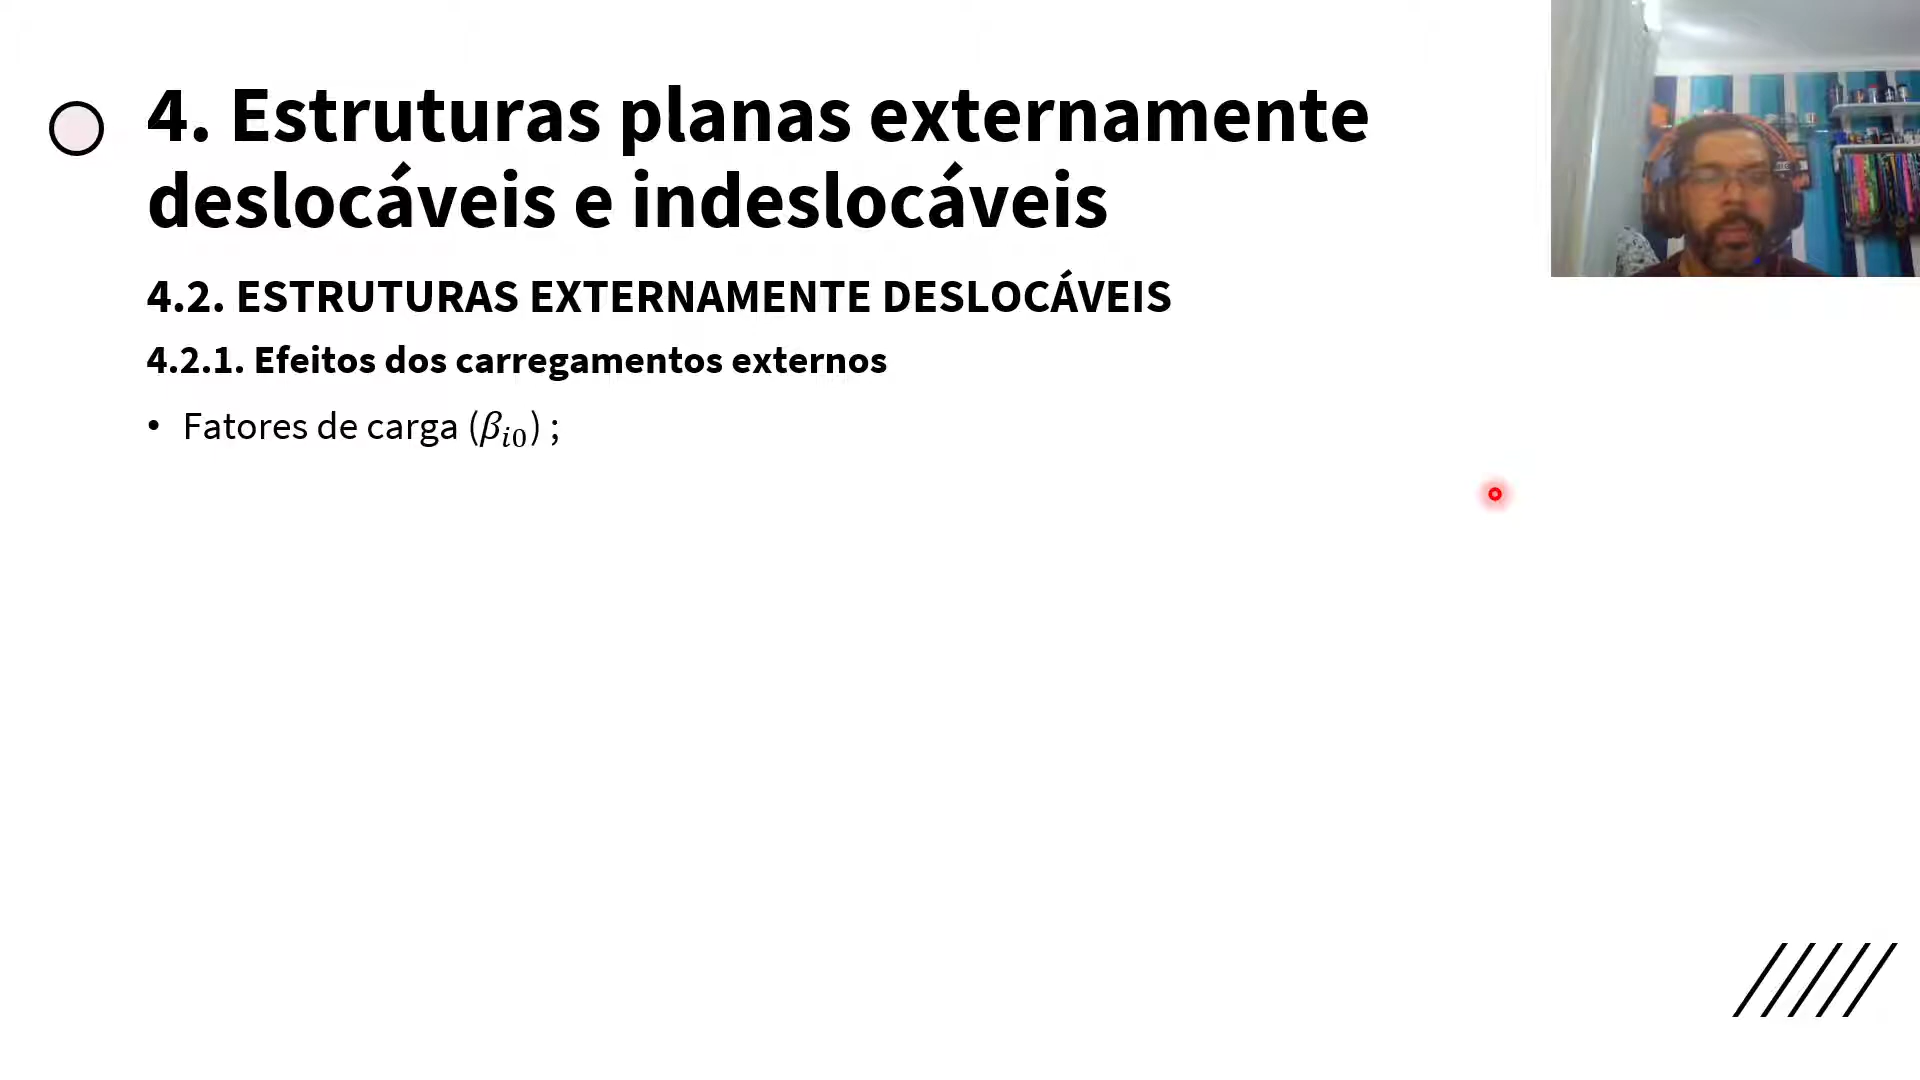 4. Estruturas planas externamente
deslocáveis e indeslocáveis
4.2. ESTRUTURAS EXTERNAMENTE DESLOCÁVEIS
4.2.1. Efeitos dos carregamentos externos
• Fatores de carga (𝛽ᵢ₀) ;